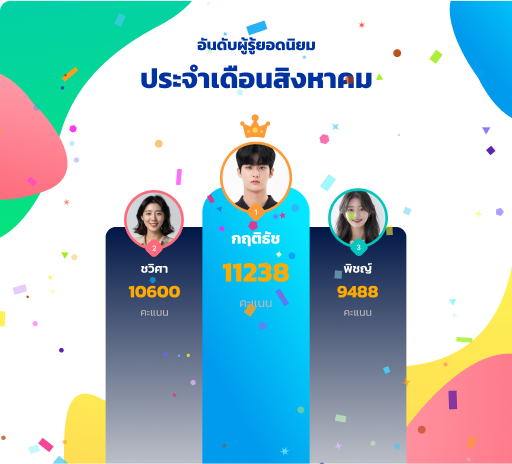 อันดับผู้รู้ยอดนิยม
ประจำเดือนสิงหาคม
1
กฤติธัช
11238
คะแนน
2
ชวิศา
10600
คะแนน
3
พิชญ์
9488
คะแนน